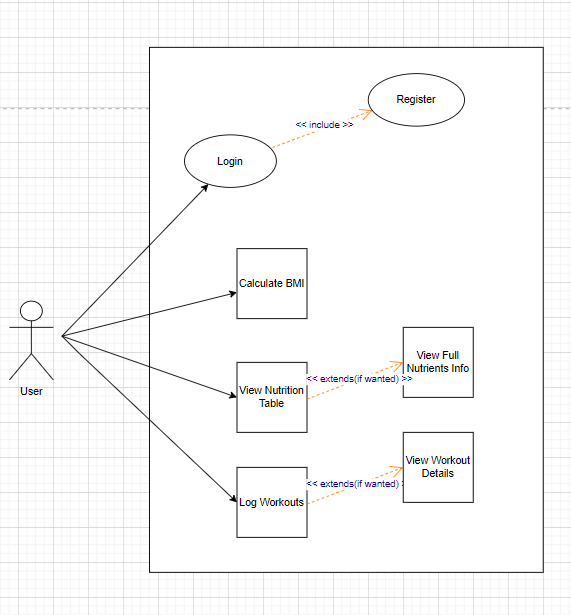 Register
<< include >>
Login
Calculate BMI
View Full
Nutrients Info
<< extends(if wanted) >>
View Nutrition
Table
User
View Workout
Details
<< extends(if wanted)
Log Workouts